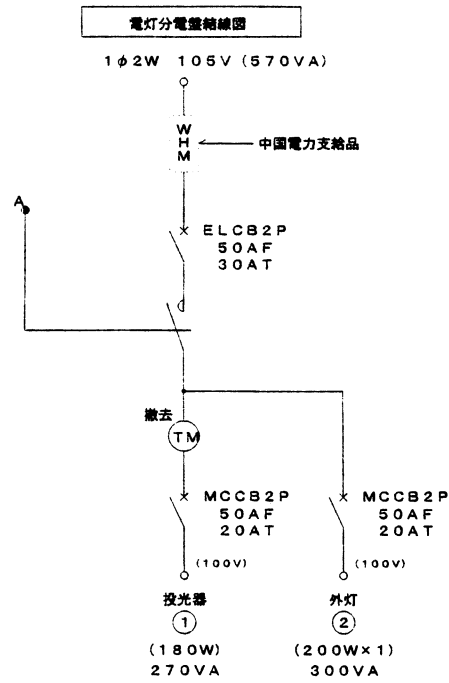 電灯分電盤結線図
1φ2W 105V(570VA)
WHM
中国電力支給品
A
ELCB2P
50AF
30AT
撤去
TM
MCCB2P
50AF
20AT
(100V)
投光器
①
(180W)
270VA
MCCB2P
50AF
20AT
(100V)
外灯
②
(200W×1)
300VA